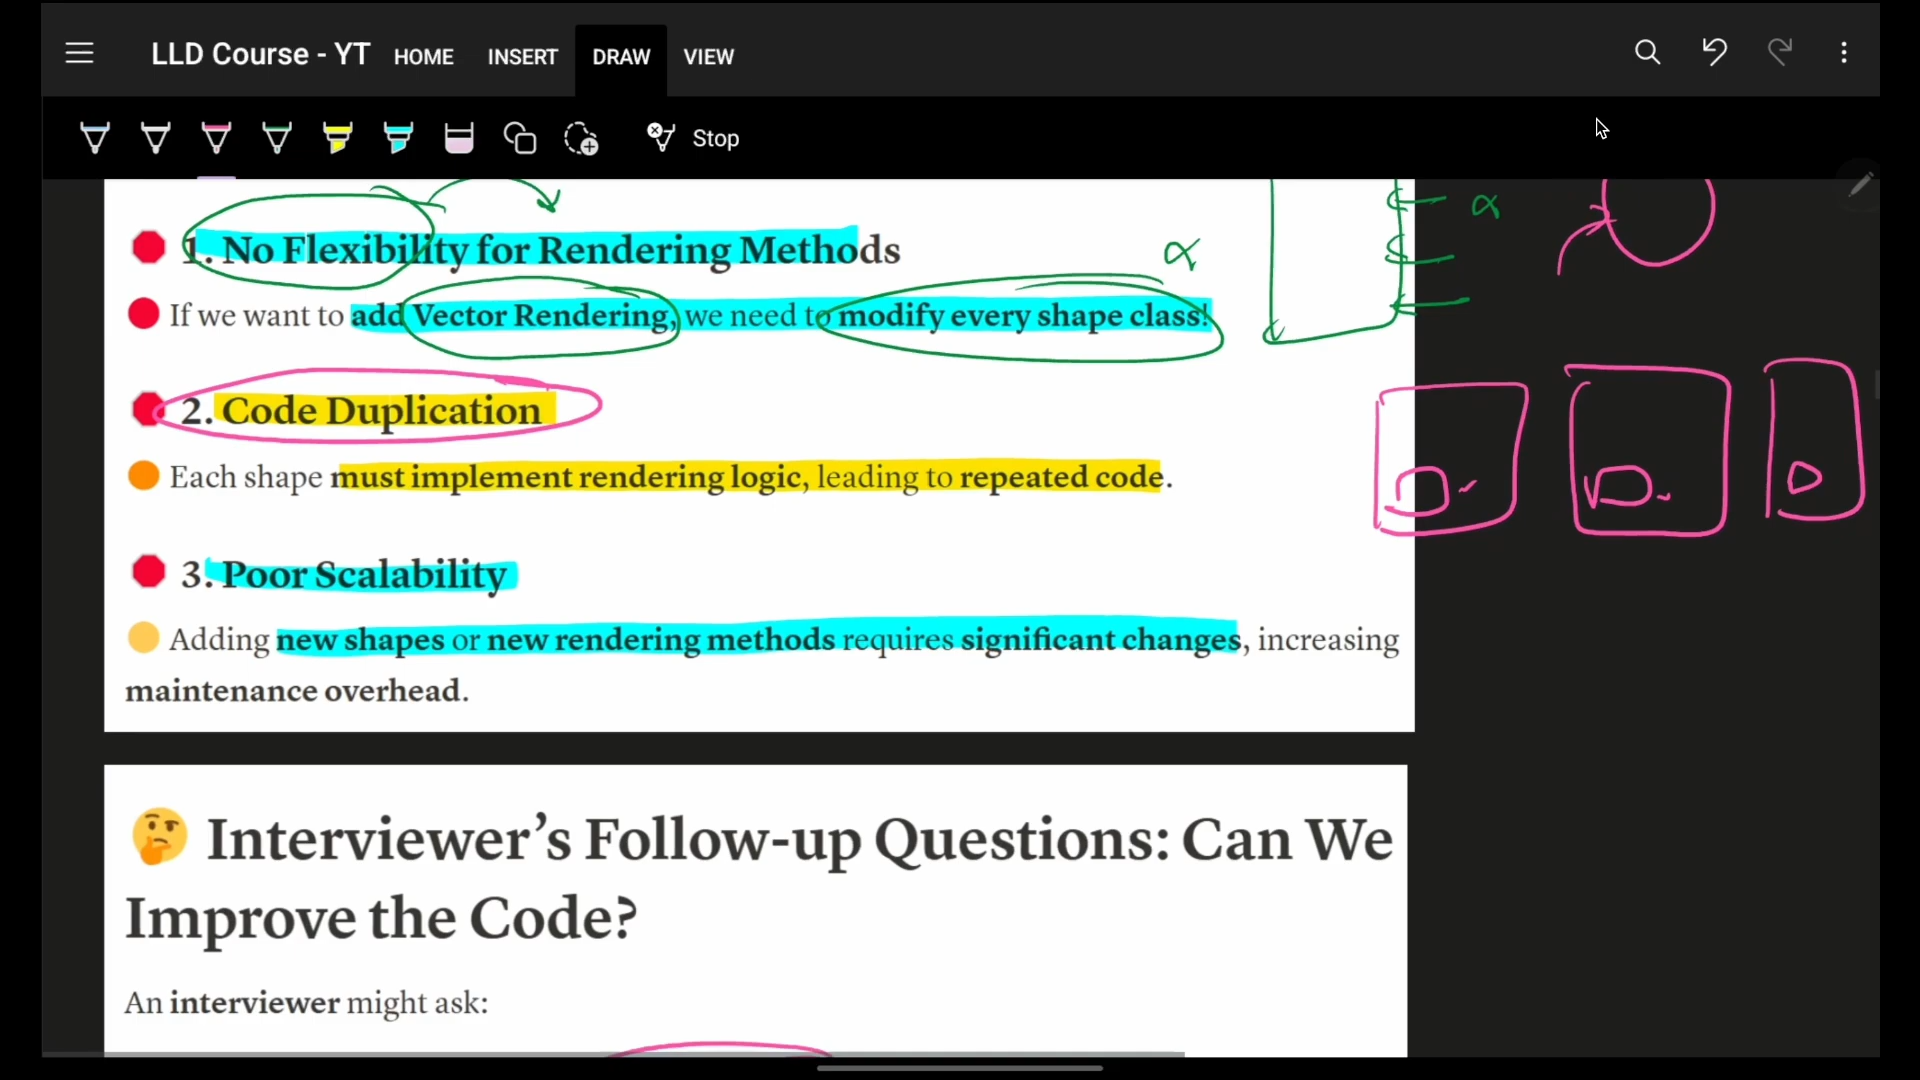 LLD Course - YT HOME INSERT DRAW VIEW
Stop
1. No Flexibility for Rendering Methods
α
α
If we want to add Vector Rendering, we need to modify every shape class!
2. Code Duplication
Each shape must implement rendering logic, leading to repeated code.
3. Poor Scalability
Adding new shapes or new rendering methods requires significant changes, increasing
maintenance overhead.
🤔 Interviewer’s Follow-up Questions: Can We
Improve the Code?
An interviewer might ask: